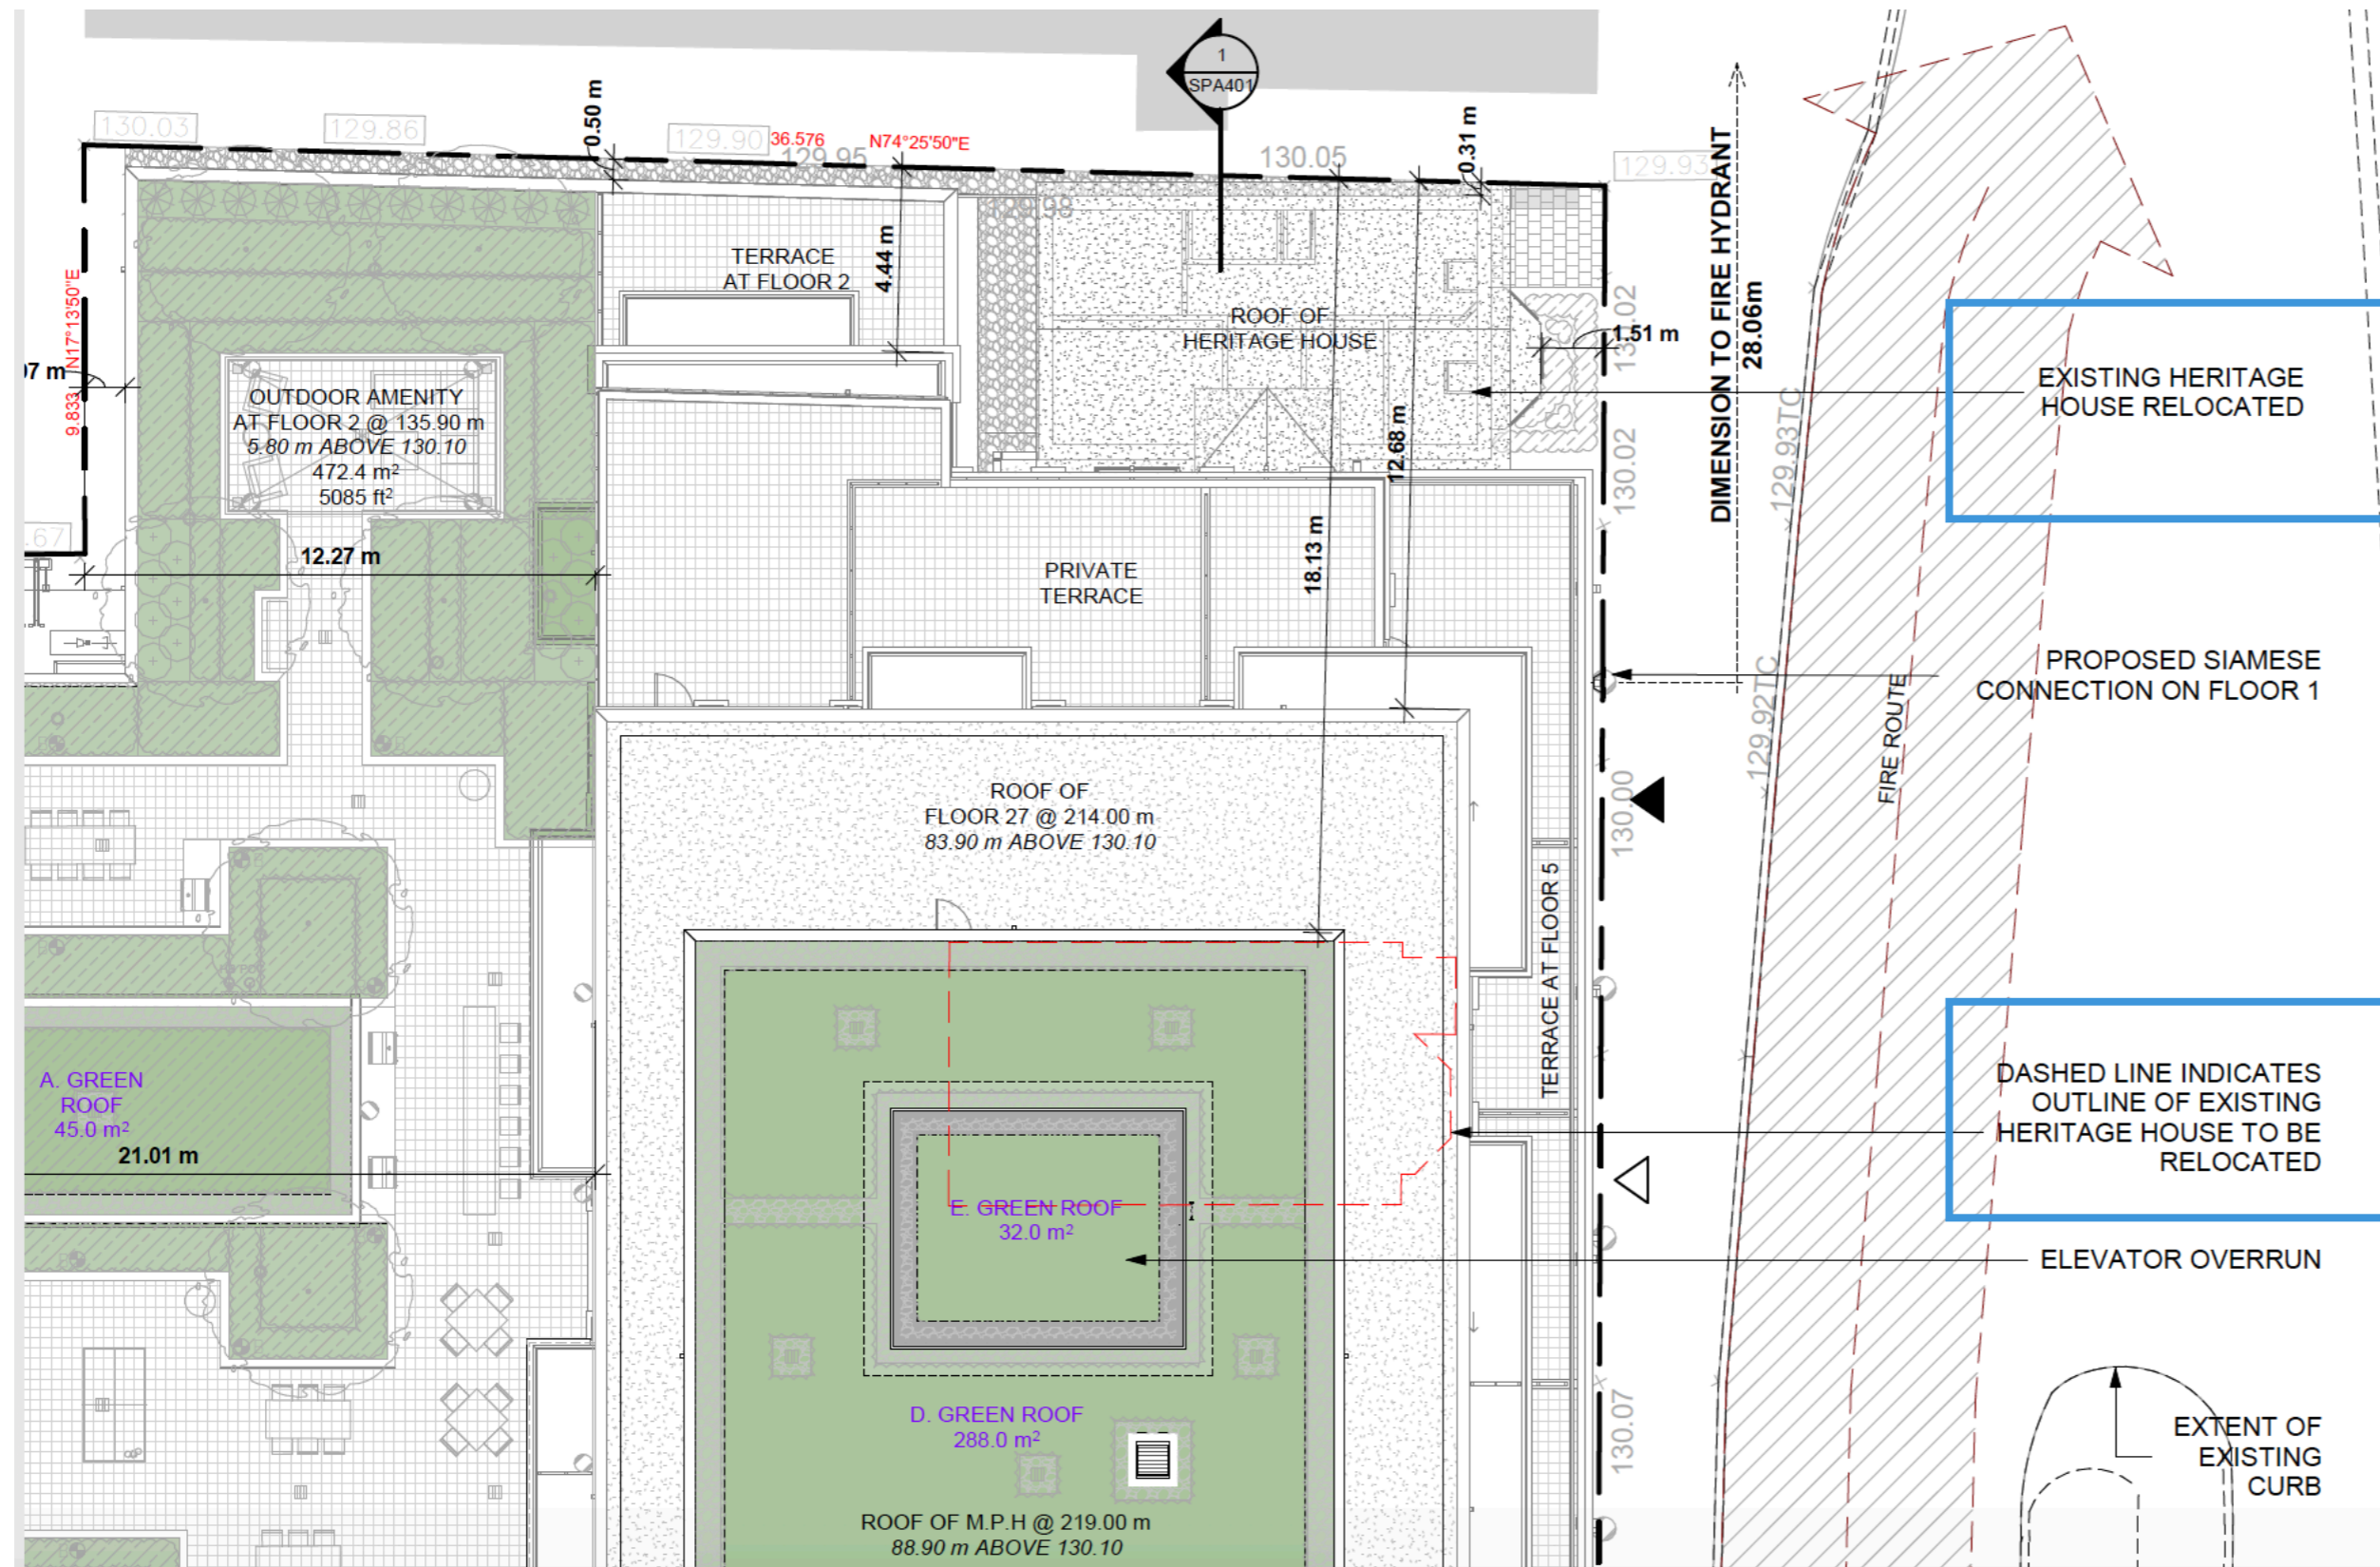 1
SPA401
130.03
129.86
0.50 m
129.90
36.576
N74°25'50"E
129.95
130.05
0.31 m
129.93
DIMENSION TO FIRE HYDRANT
28.06m
TERRACE
AT FLOOR 2
4.44 m
ROOF OF
HERITAGE HOUSE
130.02
1.51 m
N17°13'50"E
9.833
07 m
OUTDOOR AMENITY
AT FLOOR 2 @ 135.90 m
5.80 m ABOVE 130.10
472.4 m²
5085 ft²
EXISTING HERITAGE
HOUSE RELOCATED
12.68 m
129.93TC
130.02
.67
12.27 m
18.13 m
PRIVATE
TERRACE
PROPOSED SIAMESE
CONNECTION ON FLOOR 1
129.92TC
FIRE ROUTE
ROOF OF
FLOOR 27 @ 214.00 m
83.90 m ABOVE 130.10
130.00
TERRACE AT FLOOR 5
A. GREEN
ROOF
45.0 m²
21.01 m
DASHED LINE INDICATES
OUTLINE OF EXISTING
HERITAGE HOUSE TO BE
RELOCATED
E. GREEN ROOF
32.0 m²
ELEVATOR OVERRUN
D. GREEN ROOF
288.0 m²
130.07
EXTENT OF
EXISTING
CURB
ROOF OF M.P.H @ 219.00 m
88.90 m ABOVE 130.10